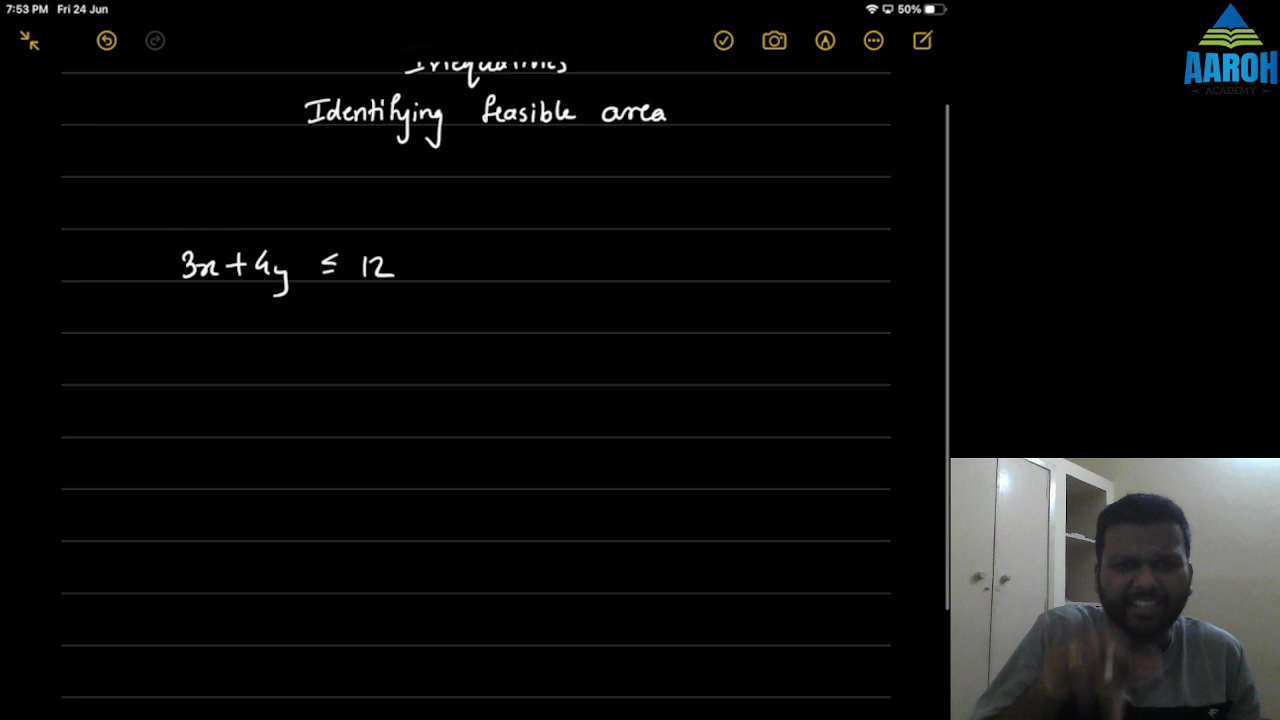 7:53 PM Fri 24 Jun
50%
AAROH
ACADEMY
Inequalities
Identifying feasible area
3x+4y ≤ 12